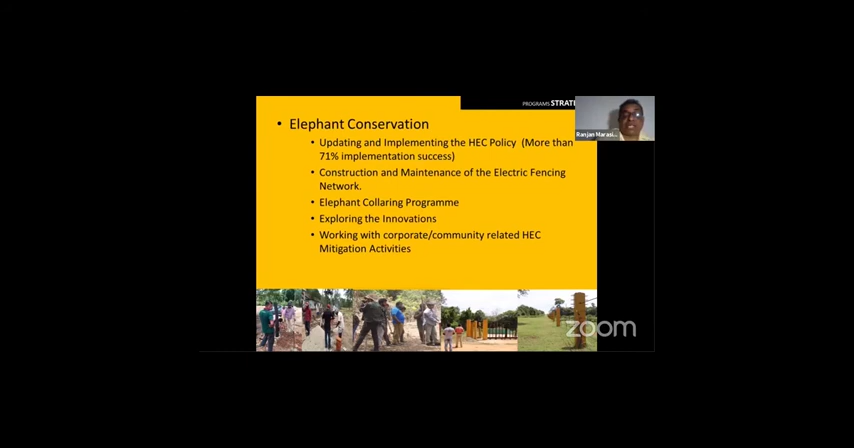 PROGRAMS STRATE
Ranjan Marasi...
• Elephant Conservation
• Updating and Implementing the HEC Policy (More than
71% implementation success)
• Construction and Maintenance of the Electric Fencing
Network.
• Elephant Collaring Programme
• Exploring the Innovations
• Working with corporate/community related HEC
Mitigation Activities
zoom